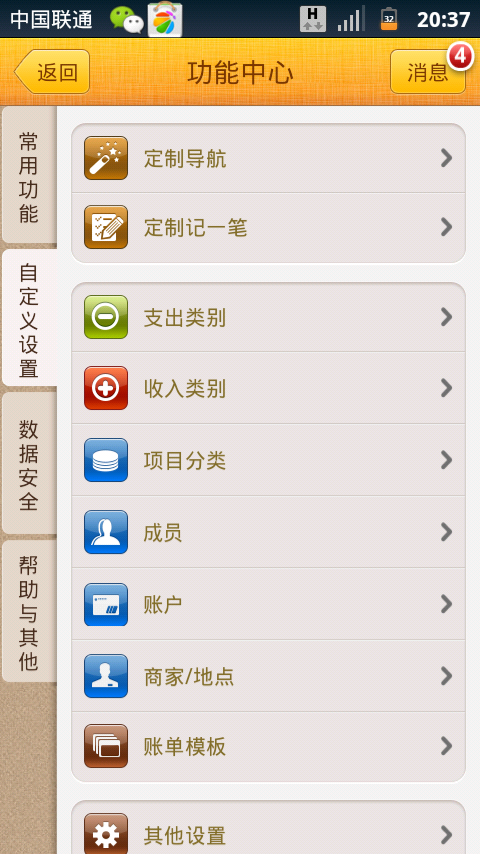 中国联通 H 32 20:37
返回 功能中心 消息 4
常用功能
自定义设置
数据安全
帮助与其他
定制导航
定制记一笔
支出类别
收入类别
项目分类
成员
账户
商家/地点
账单模板
其他设置